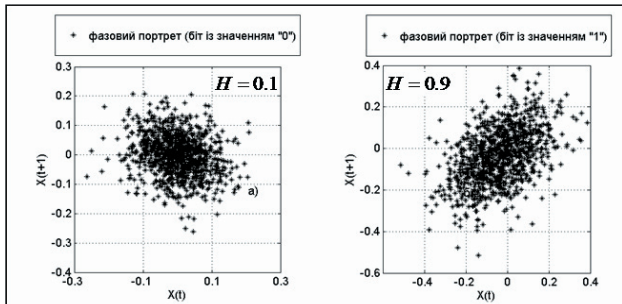 фазовий портрет (біт із значенням "0")
H = 0.1
0.3
0.2
0.1
0
-0.1
-0.2
-0.3
-0.4
X(t+1)
a)
-0.3
-0.1
0.1
0.3
X(t)
фазовий портрет (біт із значенням "1")
H = 0.9
0.4
0.2
0
-0.2
-0.4
-0.6
X(t+1)
-0.6
-0.4
-0.2
0
0.2
0.4
X(t)